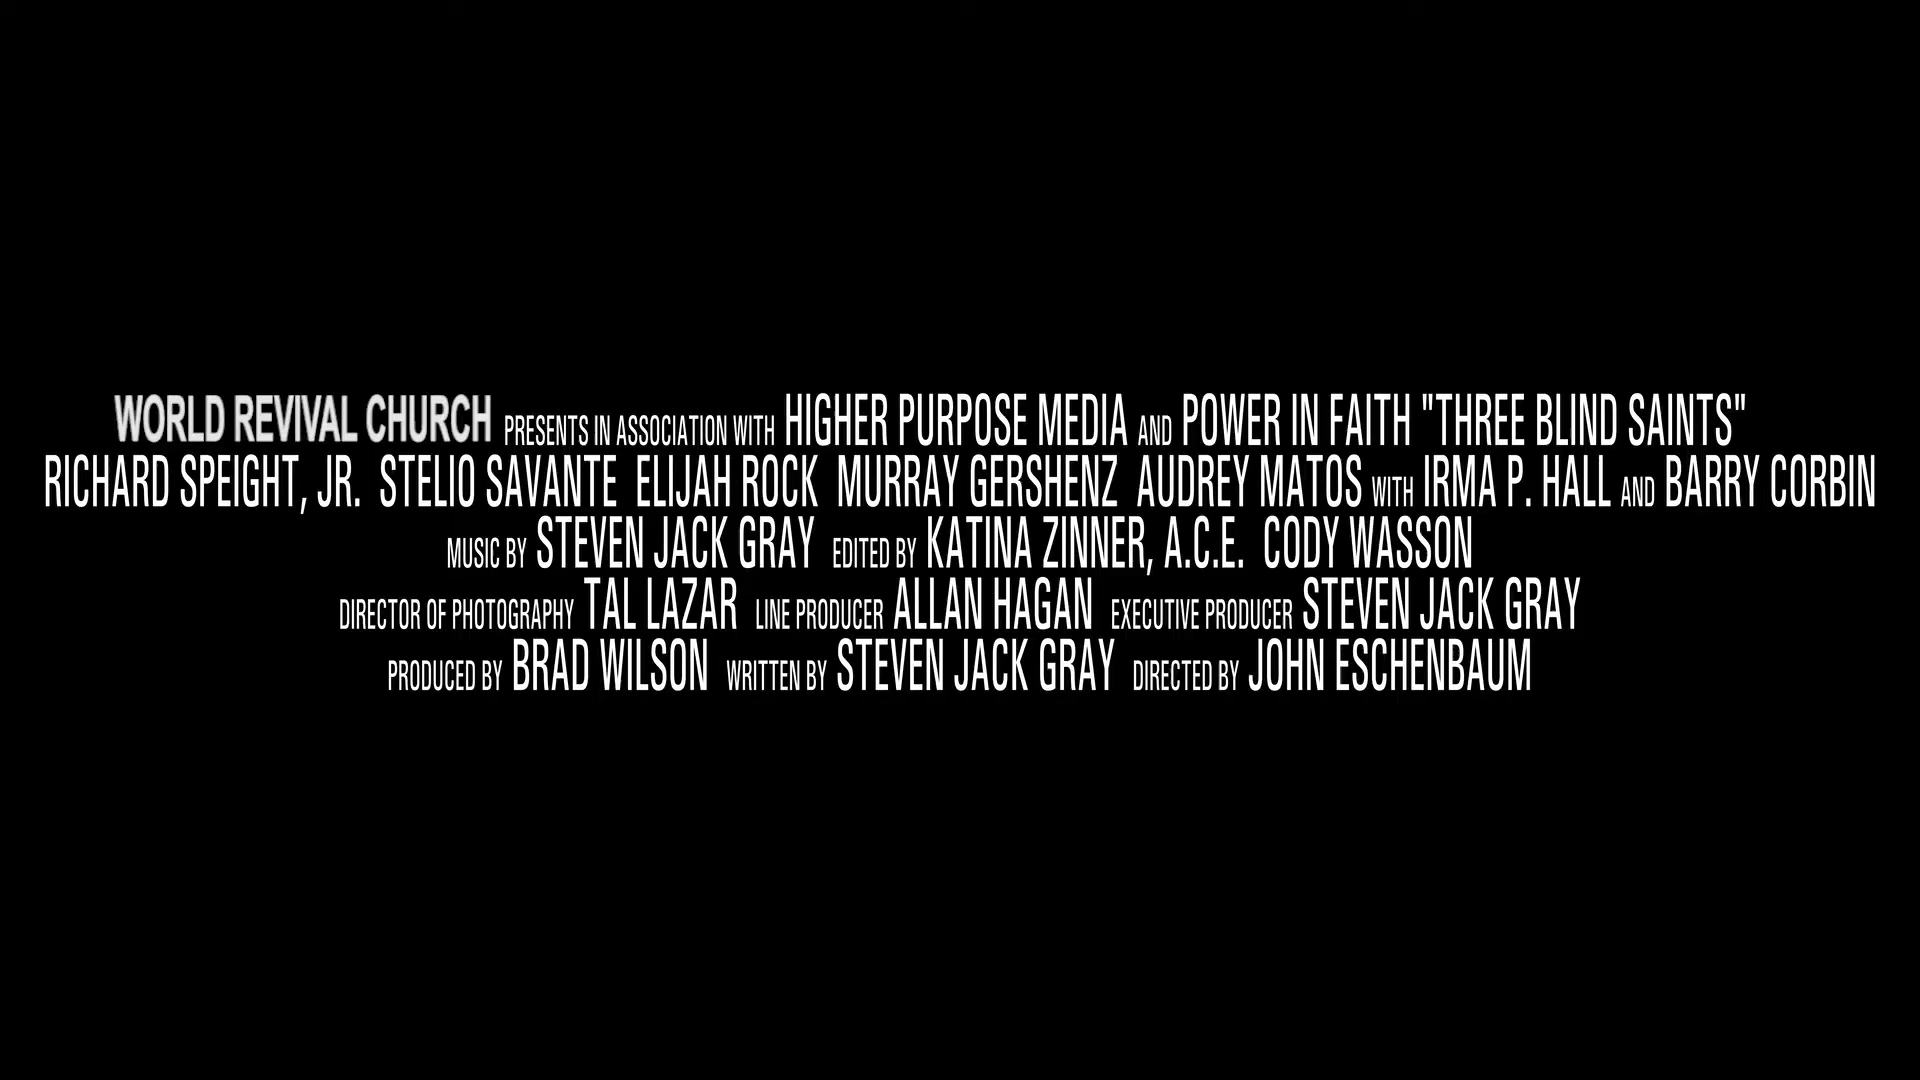 WORLD REVIVAL CHURCH PRESENTS IN ASSOCIATION WITH HIGHER PURPOSE MEDIA AND POWER IN FAITH "THREE BLIND SAINTS"
RICHARD SPEIGHT, JR. STELIO SAVANTE ELIJAH ROCK MURRAY GERSHENZ AUDREY MATOS WITH IRMA P. HALL AND BARRY CORBIN
MUSIC BY STEVEN JACK GRAY EDITED BY KATINA ZINNER, A.C.E. CODY WASSON
DIRECTOR OF PHOTOGRAPHY TAL LAZAR LINE PRODUCER ALLAN HAGAN EXECUTIVE PRODUCER STEVEN JACK GRAY
PRODUCED BY BRAD WILSON WRITTEN BY STEVEN JACK GRAY DIRECTED BY JOHN ESCHENBAUM